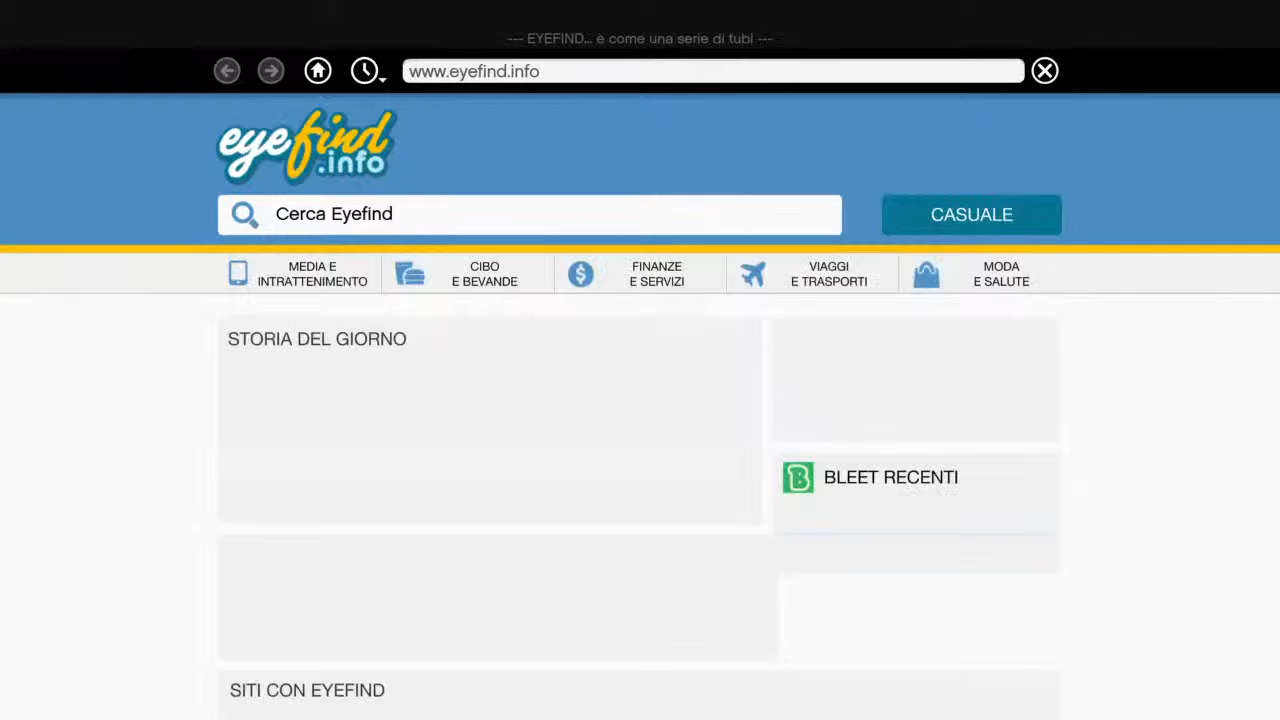 --- EYEFIND... è come una serie di tubi ---
www.eyefind.info
eyefind
.info
Cerca Eyefind
CASUALE
MEDIA E
INTRATTENIMENTO
CIBO
E BEVANDE
FINANZE
E SERVIZI
VIAGGI
E TRASPORTI
MODA
E SALUTE
STORIA DEL GIORNO
B BLEET RECENTI
SITI CON EYEFIND